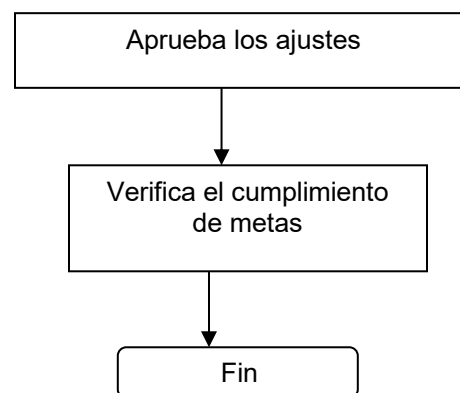 Aprueba los ajustes
Verifica el cumplimiento
de metas
Fin